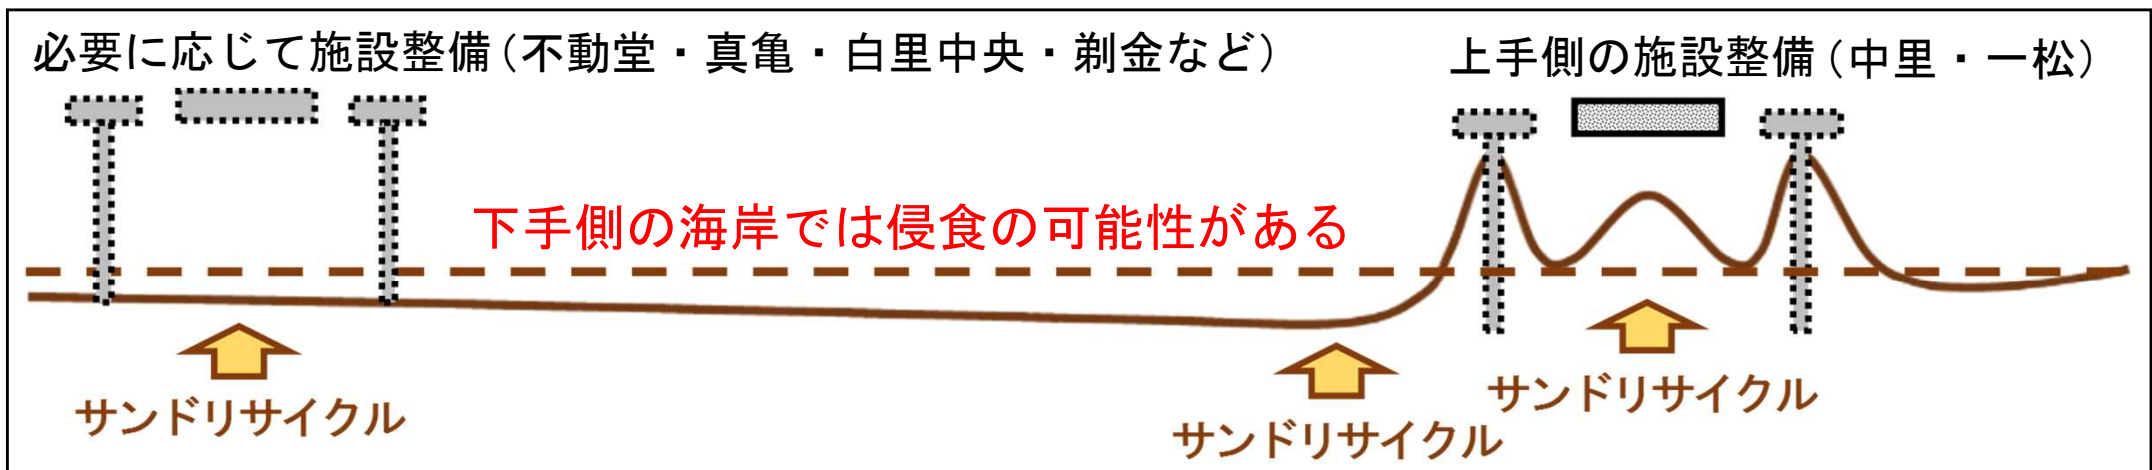 必要に応じて施設整備(不動堂・真亀・白里中央・剃金など)
上手側の施設整備(中里・一松)
下手側の海岸では侵食の可能性がある
サンドリサイクル
サンドリサイクル
サンドリサイクル